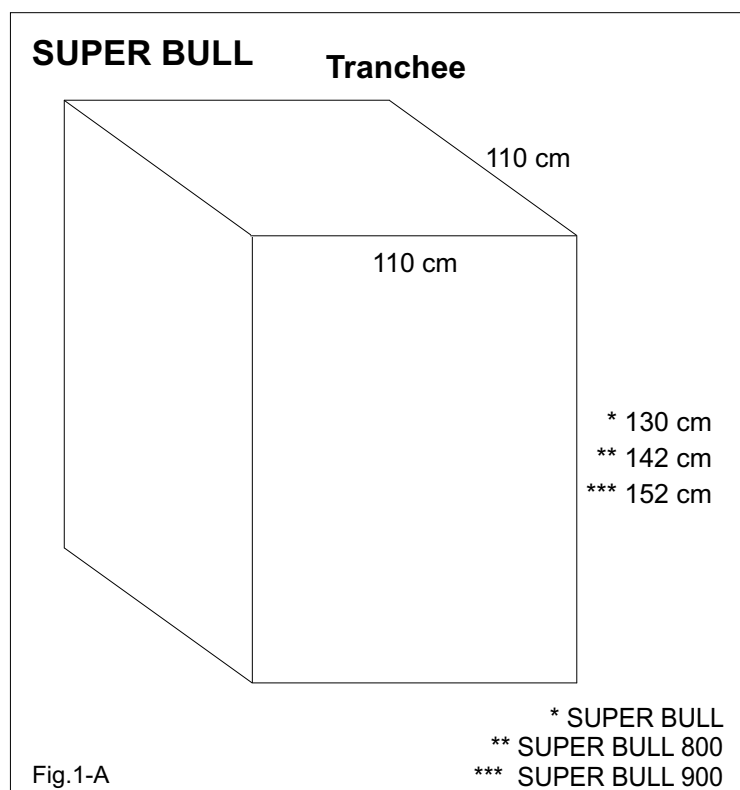 SUPER BULL
Tranchee
110 cm
110 cm
* 130 cm
** 142 cm
*** 152 cm
* SUPER BULL
** SUPER BULL 800
*** SUPER BULL 900
Fig.1-A